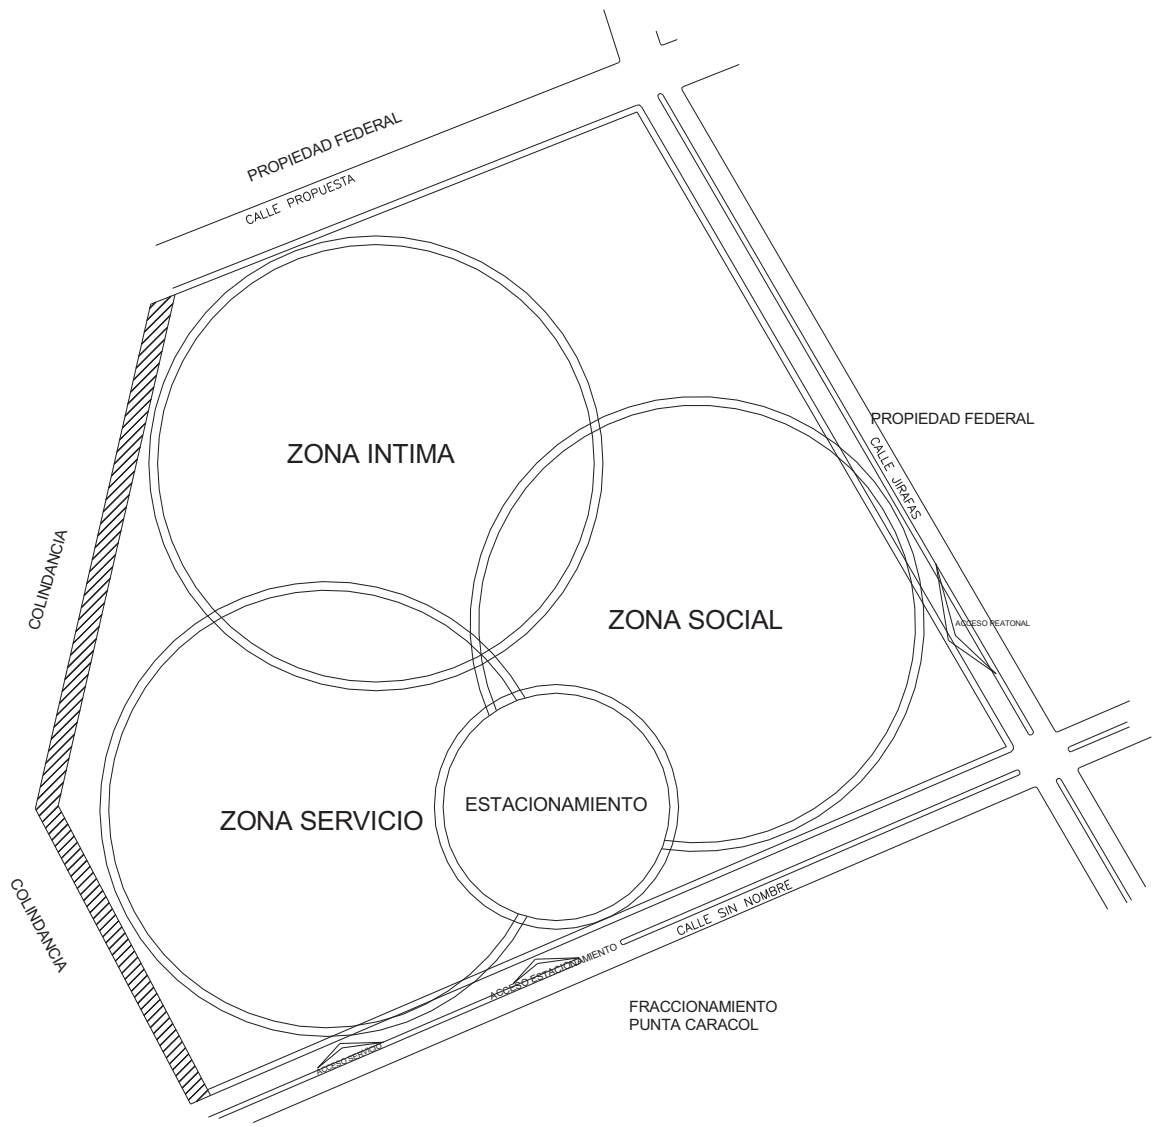 PROPIEDAD FEDERAL
CALLE PROPUESTA
PROPIEDAD FEDERAL
CALLE JIRAFAS
ZONA INTIMA
COLINDANCIA
ZONA SOCIAL
ACCESO PEATONAL
ESTACIONAMIENTO
ZONA SERVICIO
COLINDANCIA
CALLE SIN NOMBRE
ACCESO ESTACIONAMIENTO
FRACCIONAMIENTO
PUNTA CARACOL
ACCESO SERVICIO